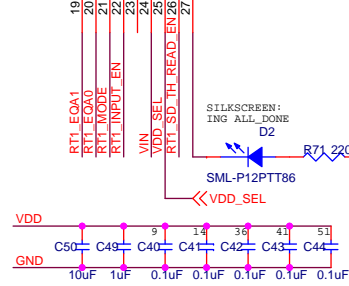 19
20
21
22
23
24
25
26
27
RT1_EQA1
RT1_EQA0
RT1_MODE
RT1_INPUT_EN
VIN
VDD_SEL
RT1_SD_TH_READ_EN
SILKSCREEN:
ING ALL_DONE
D2
R71 220
SML-P12PTT86
VDD_SEL
VDD
9 14 36 41 51
C50 C49 C40 C41 C42 C43 C44
GND
10uF 1uF 0.1uF 0.1uF 0.1uF 0.1uF 0.1uF